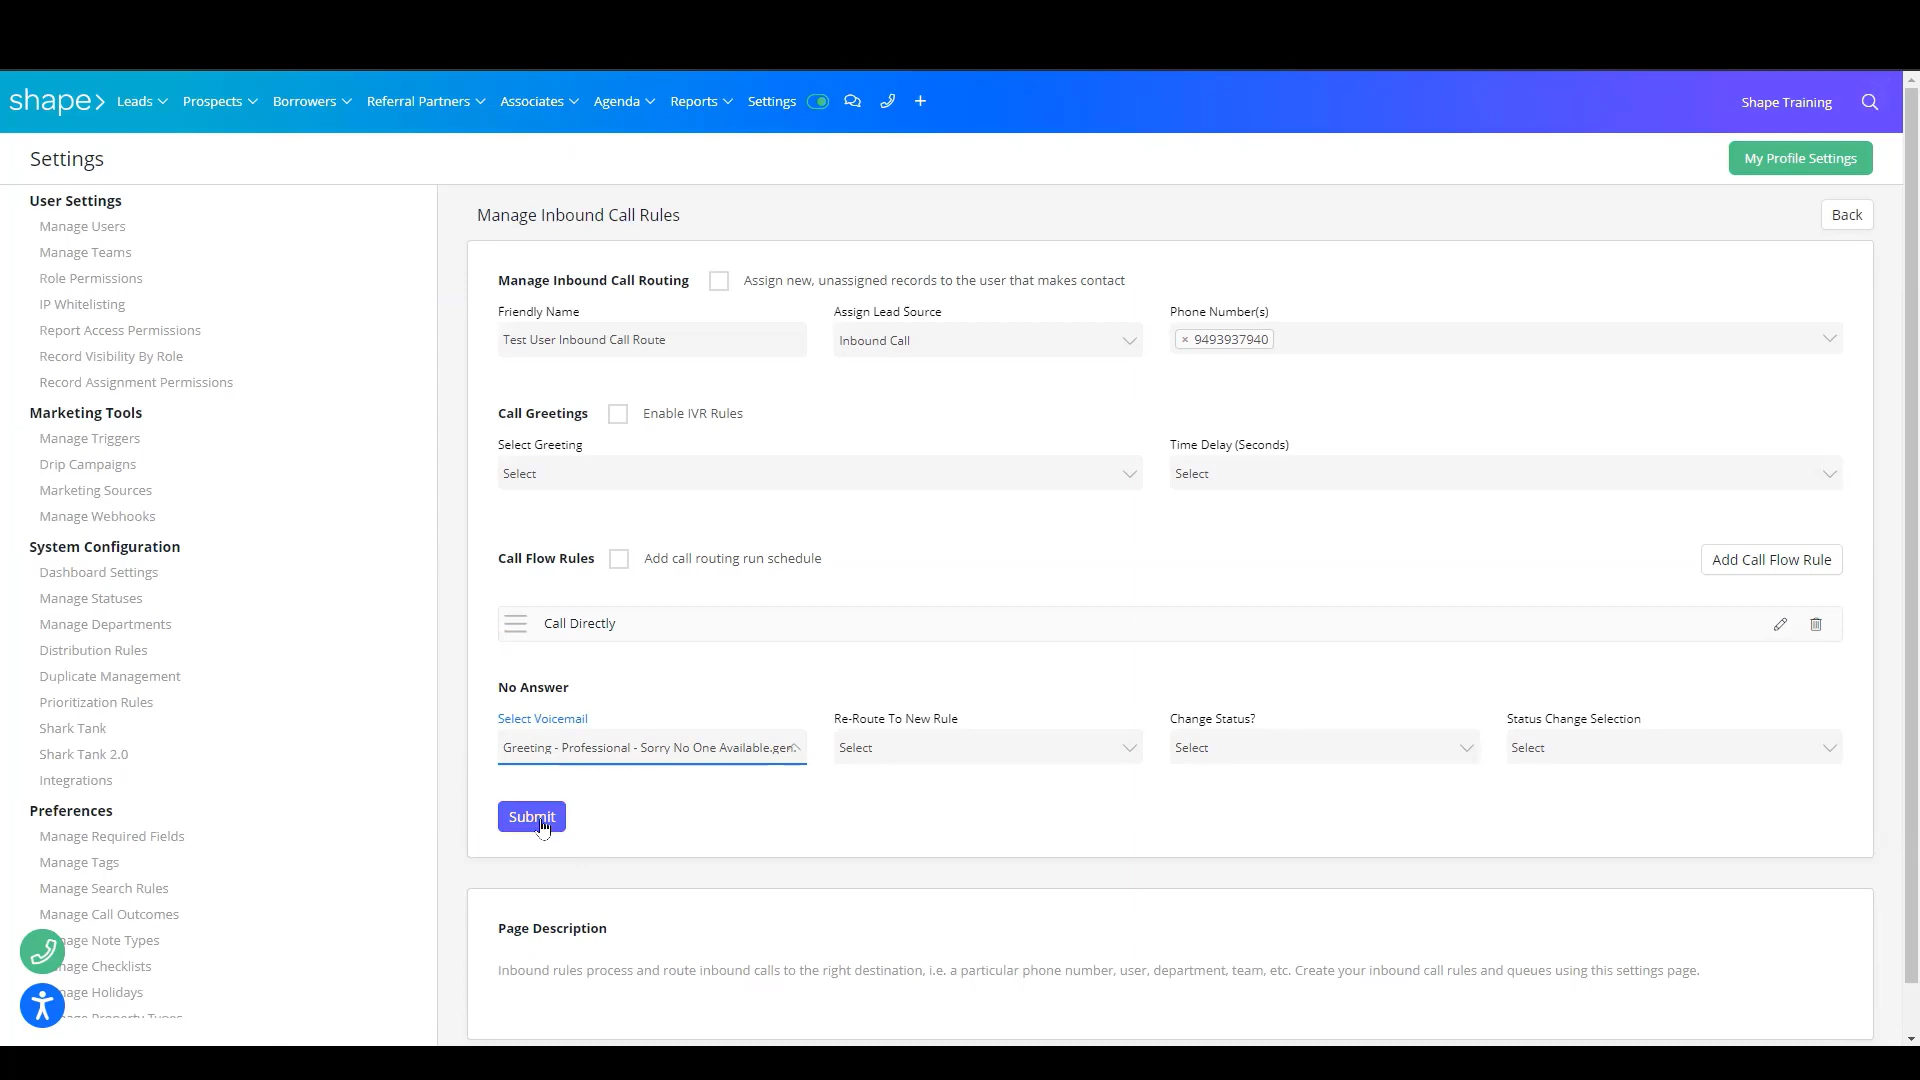 shape
Leads Prospects Borrowers Referral Partners Associates Agenda Reports Settings + Shape Training
Settings
My Profile Settings
User Settings
Manage Users
Manage Teams
Role Permissions
IP Whitelisting
Report Access Permissions
Record Visibility By Role
Record Assignment Permissions
Marketing Tools
Manage Triggers
Drip Campaigns
Marketing Sources
Manage Webhooks
System Configuration
Dashboard Settings
Manage Statuses
Manage Departments
Distribution Rules
Duplicate Management
Prioritization Rules
Shark Tank
Shark Tank 2.0
Integrations
Preferences
Manage Required Fields
Manage Tags
Manage Search Rules
Manage Call Outcomes
nage Note Types
nage Checklists
nage Holidays
Manage Inbound Call Rules
Back
Manage Inbound Call Routing Assign new, unassigned records to the user that makes contact
Friendly Name Assign Lead Source Phone Number(s)
Test User Inbound Call Route Inbound Call × 9493937940
Call Greetings Enable IVR Rules
Select Greeting Time Delay (Seconds)
Select Select
Call Flow Rules Add call routing run schedule Add Call Flow Rule
Call Directly
No Answer
Select Voicemail Re-Route To New Rule Change Status? Status Change Selection
Greeting - Professional - Sorry No One Available.gen. Select Select Select
Submit
Page Description
Inbound rules process and route inbound calls to the right destination, i.e. a particular phone number, user, department, team, etc. Create your inbound call rules and queues using this settings page.